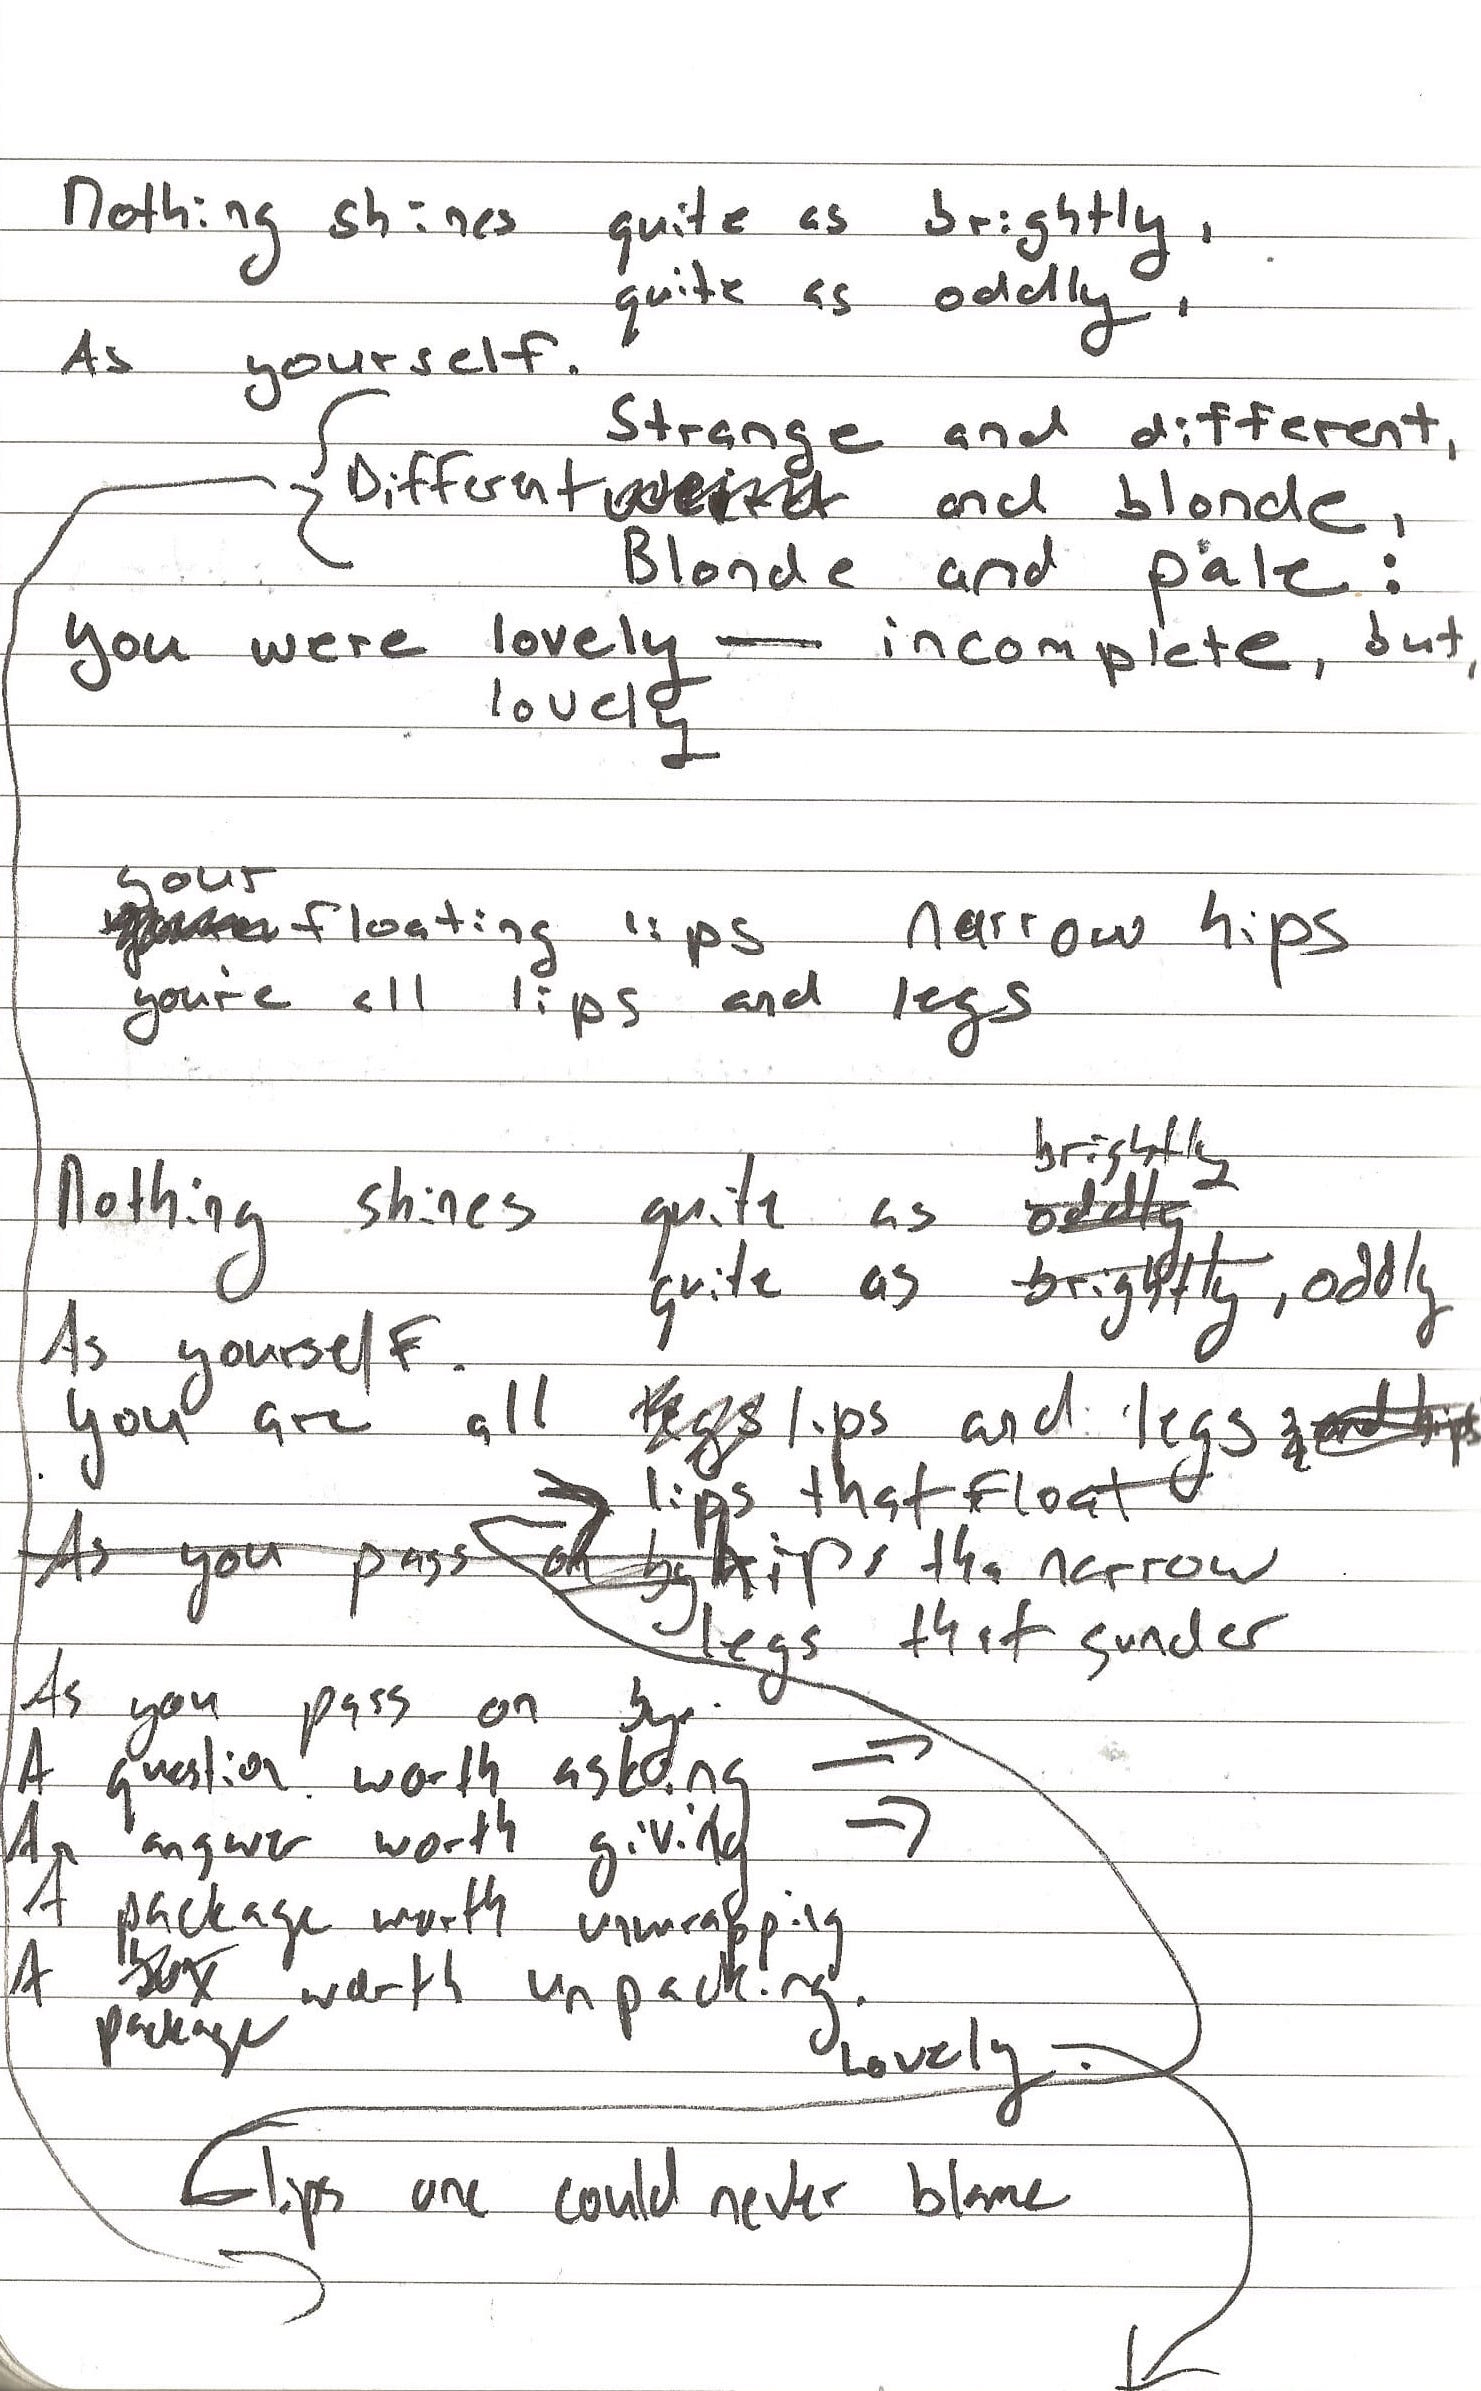 Nothing shines quite as brightly,
quite as oddly,
As yourself.
Strange and different,
Different weird and blonde,
Blonde and pale:
you were lovely — incomplete, but,
lovely
your
floating lips narrow hips
you're all lips and legs
brightly
Nothing shines quite as oddly
quite as brightly, oddly
As yourself.
you are all legs lips and legs and hips
lips that float
As you pass on by hips tha narrow
legs that sunder
As you pass on by.
A question worth asking
An answer worth giving
A package worth unwrapping
A box worth unpacking.
package
Lovely.
lips one could never blame